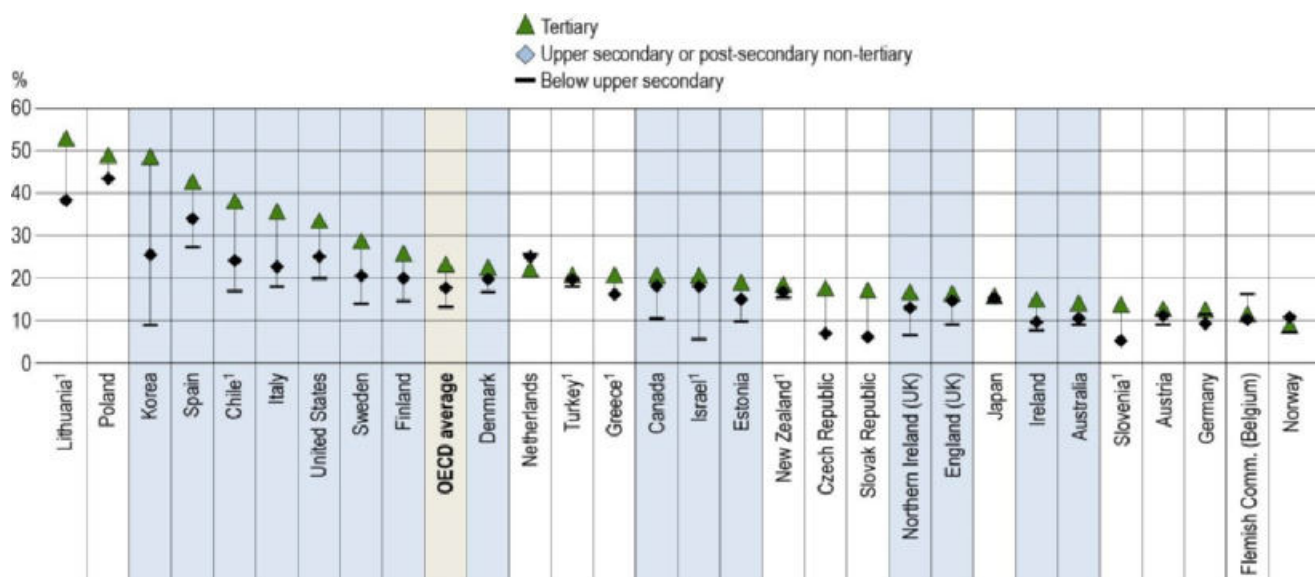 Tertiary
Upper secondary or post-secondary non-tertiary
Below upper secondary
%
60
50
40
30
20
10
0
Lithuania¹
Poland
Korea
Spain
Chile¹
Italy
United States
Sweden
Finland
OECD average
Denmark
Netherlands
Turkey¹
Greece¹
Canada
Israel¹
Estonia
New Zealand¹
Czech Republic
Slovak Republic
Northern Ireland (UK)
England (UK)
Japan
Ireland
Australia
Slovenia¹
Austria
Germany
Flemish Comm. (Belgium)
Norway